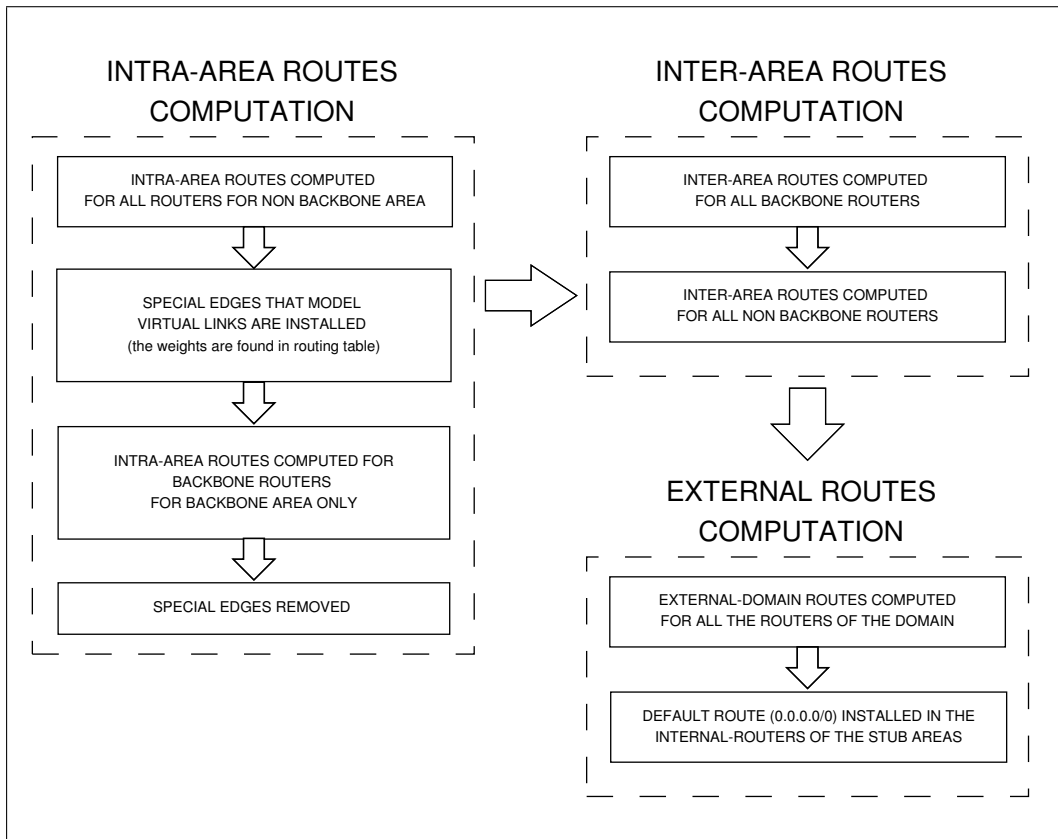 INTRA-AREA ROUTES
COMPUTATION
INTRA-AREA ROUTES COMPUTED
FOR ALL ROUTERS FOR NON BACKBONE AREA
SPECIAL EDGES THAT MODEL
VIRTUAL LINKS ARE INSTALLED
(the weights are found in routing table)
INTRA-AREA ROUTES COMPUTED FOR
BACKBONE ROUTERS
FOR BACKBONE AREA ONLY
SPECIAL EDGES REMOVED
INTER-AREA ROUTES
COMPUTATION
INTER-AREA ROUTES COMPUTED
FOR ALL BACKBONE ROUTERS
INTER-AREA ROUTES COMPUTED
FOR ALL NON BACKBONE ROUTERS
EXTERNAL ROUTES
COMPUTATION
EXTERNAL-DOMAIN ROUTES COMPUTED
FOR ALL THE ROUTERS OF THE DOMAIN
DEFAULT ROUTE (0.0.0.0/0) INSTALLED IN THE
INTERNAL-ROUTERS OF THE STUB AREAS